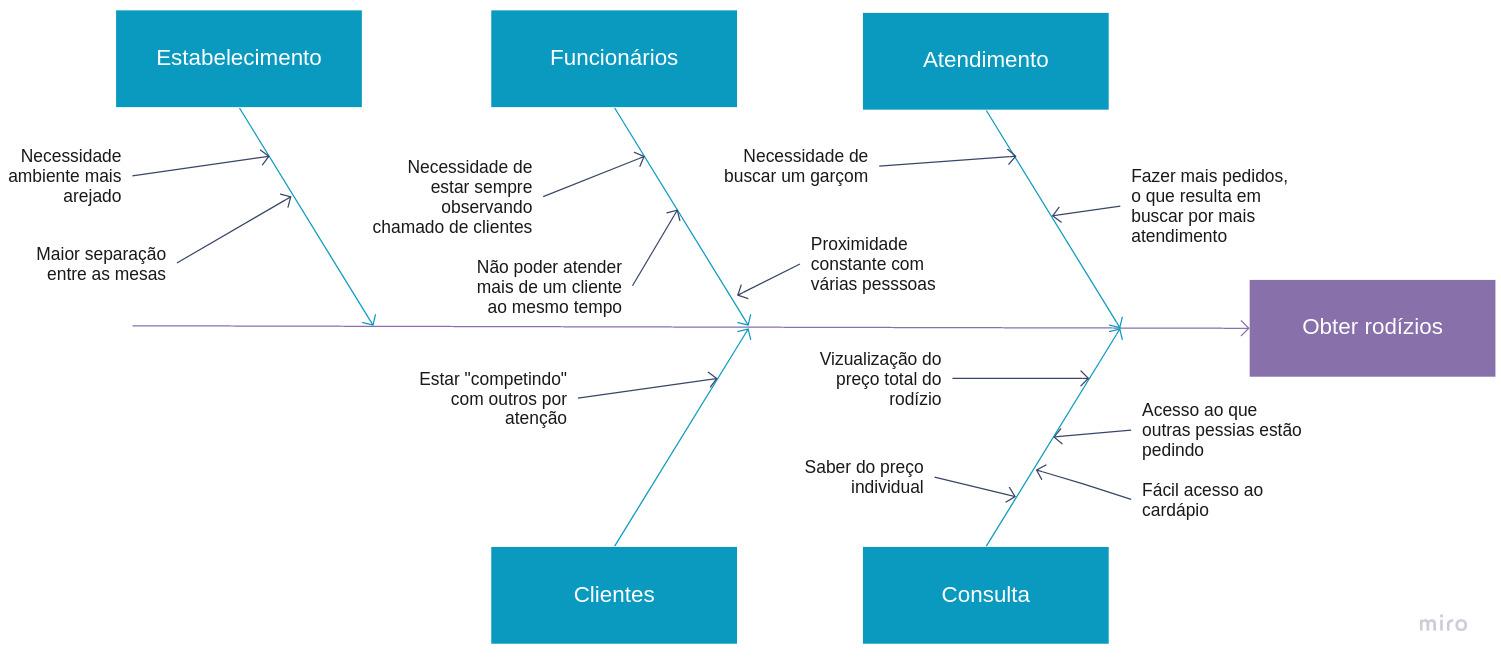 Estabelecimento
Funcionários
Atendimento
Necessidade
ambiente mais
arejado
Maior separação
entre as mesas
Necessidade de
estar sempre
observando
chamado de clientes
Não poder atender
mais de um cliente
ao mesmo tempo
Proximidade
constante com
várias pesssoas
Necessidade de
buscar um garçom
Fazer mais pedidos,
o que resulta em
buscar por mais
atendimento
Obter rodízios
Estar "competindo"
com outros por
atenção
Vizualização do
preço total do
rodízio
Saber do preço
individual
Acesso ao que
outras pessias estão
pedindo
Fácil acesso ao
cardápio
Clientes
Consulta
miro